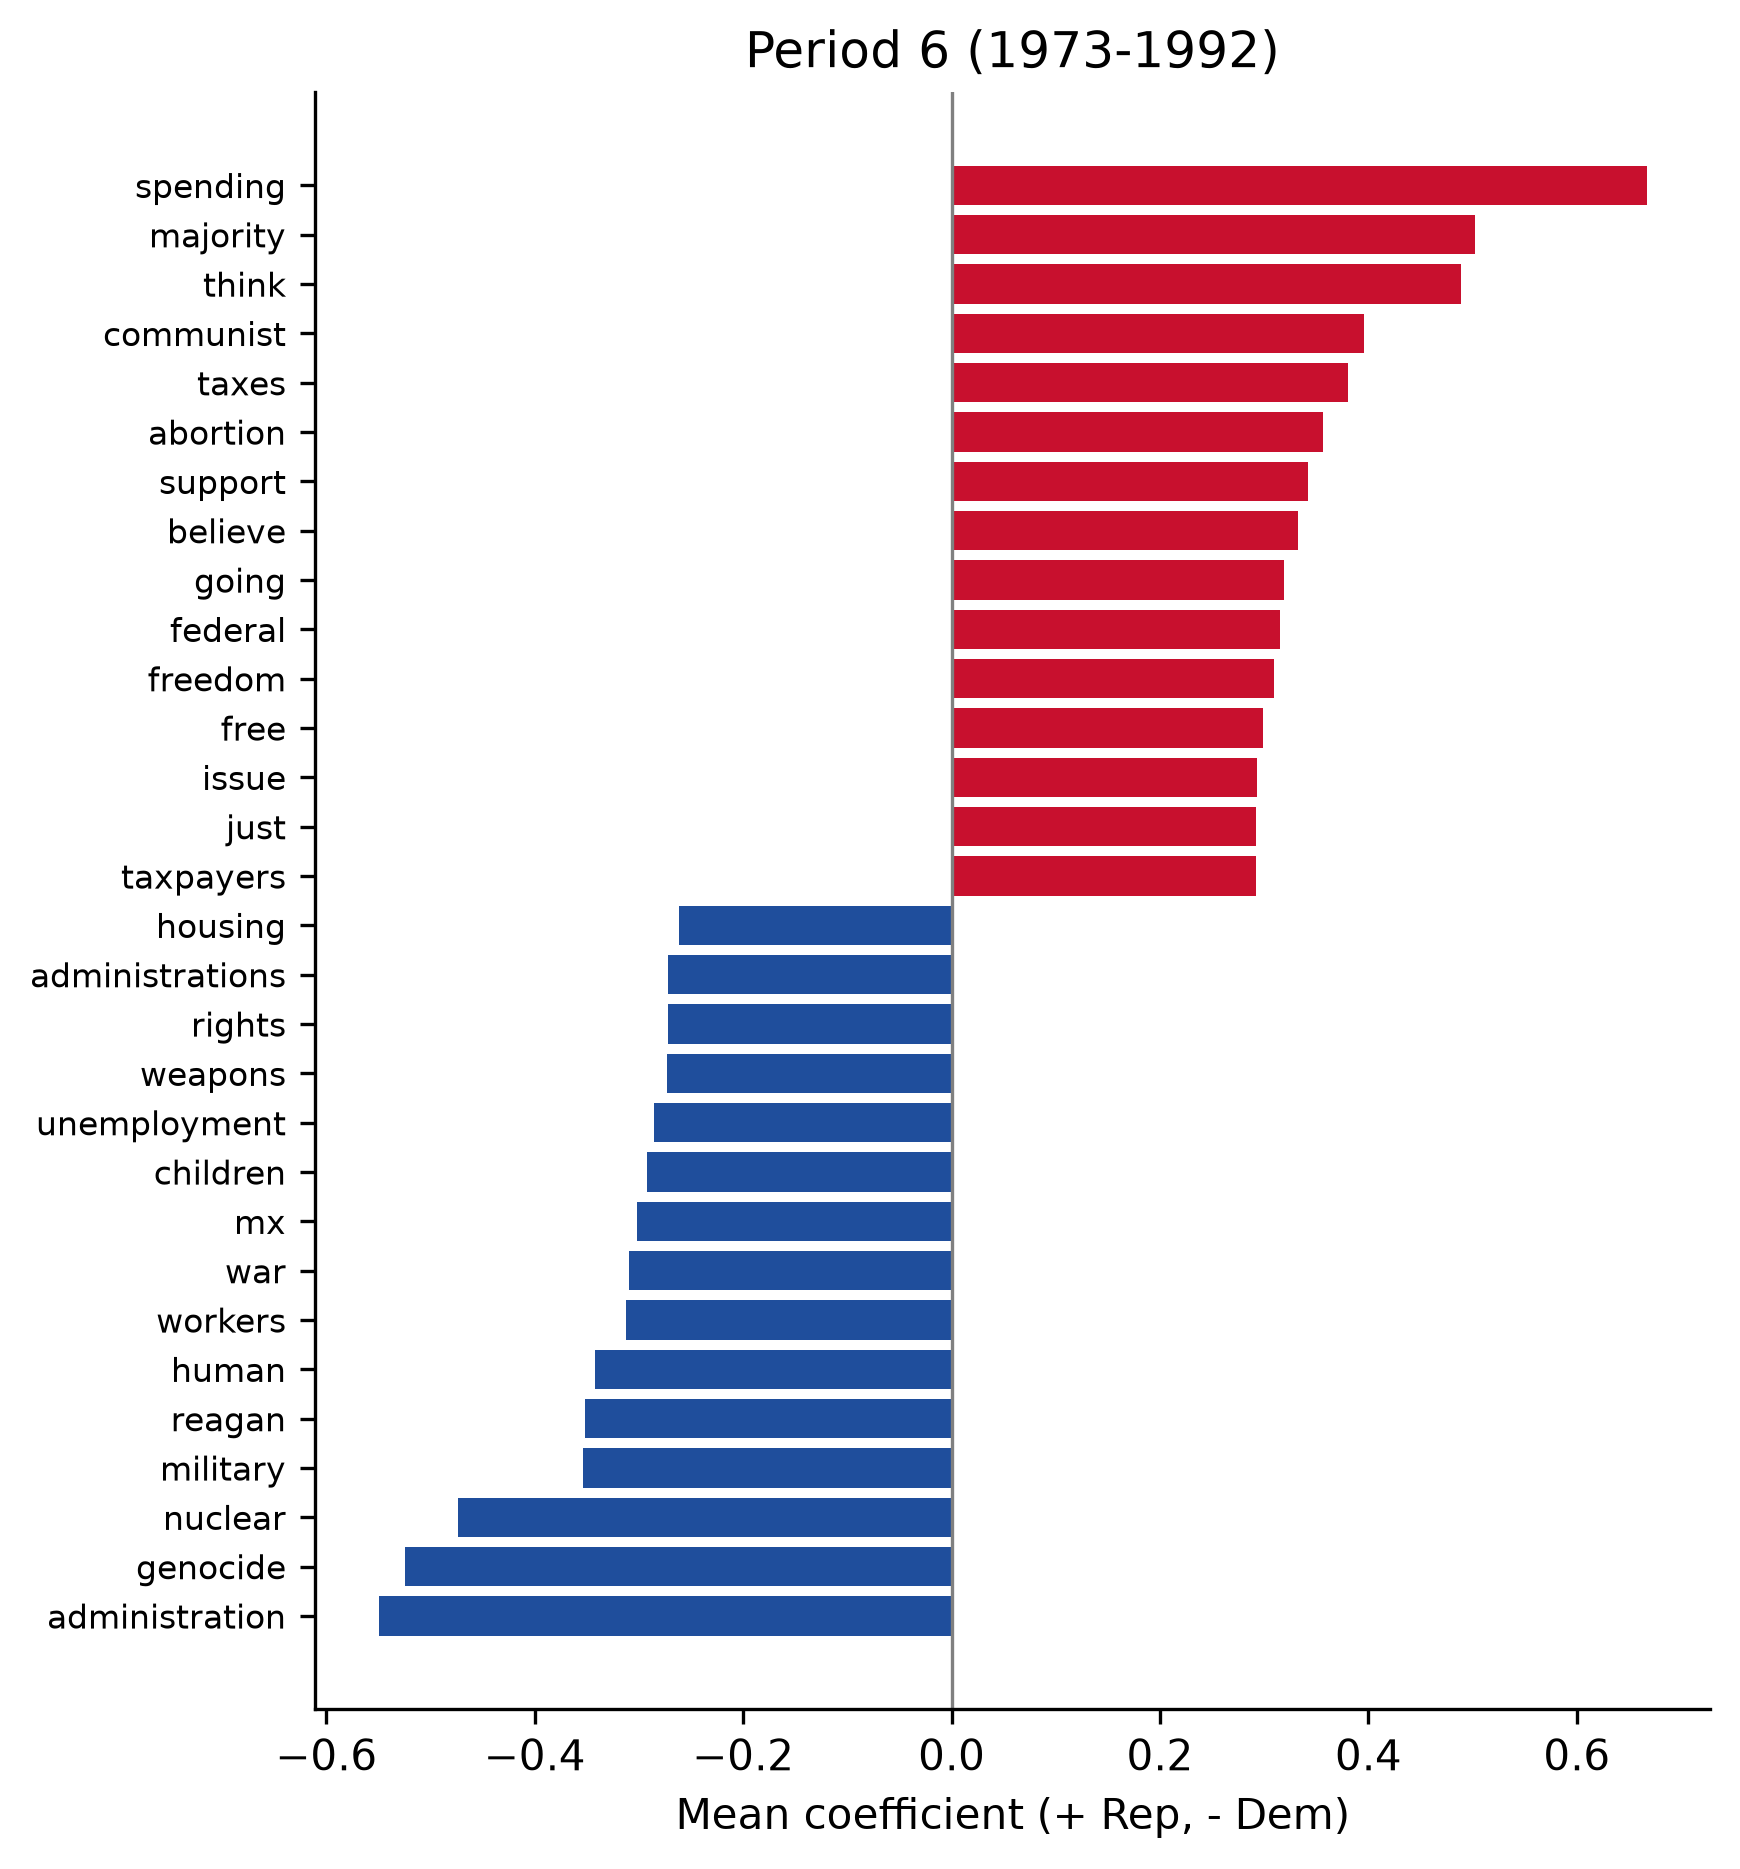 Period 6 (1973-1992)
spending
majority
think
communist
taxes
abortion
support
believe
going
federal
freedom
free
issue
just
taxpayers
housing
administrations
rights
weapons
unemployment
children
mx
war
workers
human
reagan
military
nuclear
genocide
administration
−0.6 −0.4 −0.2 0.0 0.2 0.4 0.6
Mean coefficient (+ Rep, - Dem)